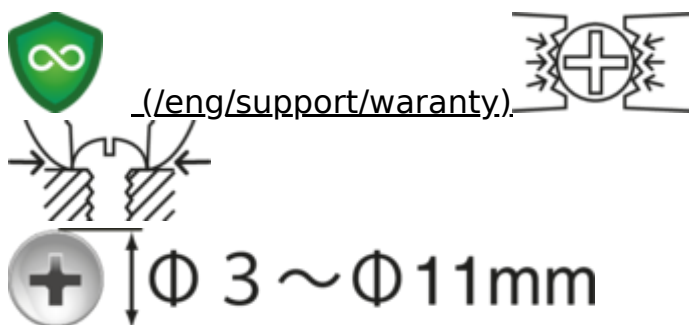 (/eng/support/waranty)
Φ 3 ～Φ11mm